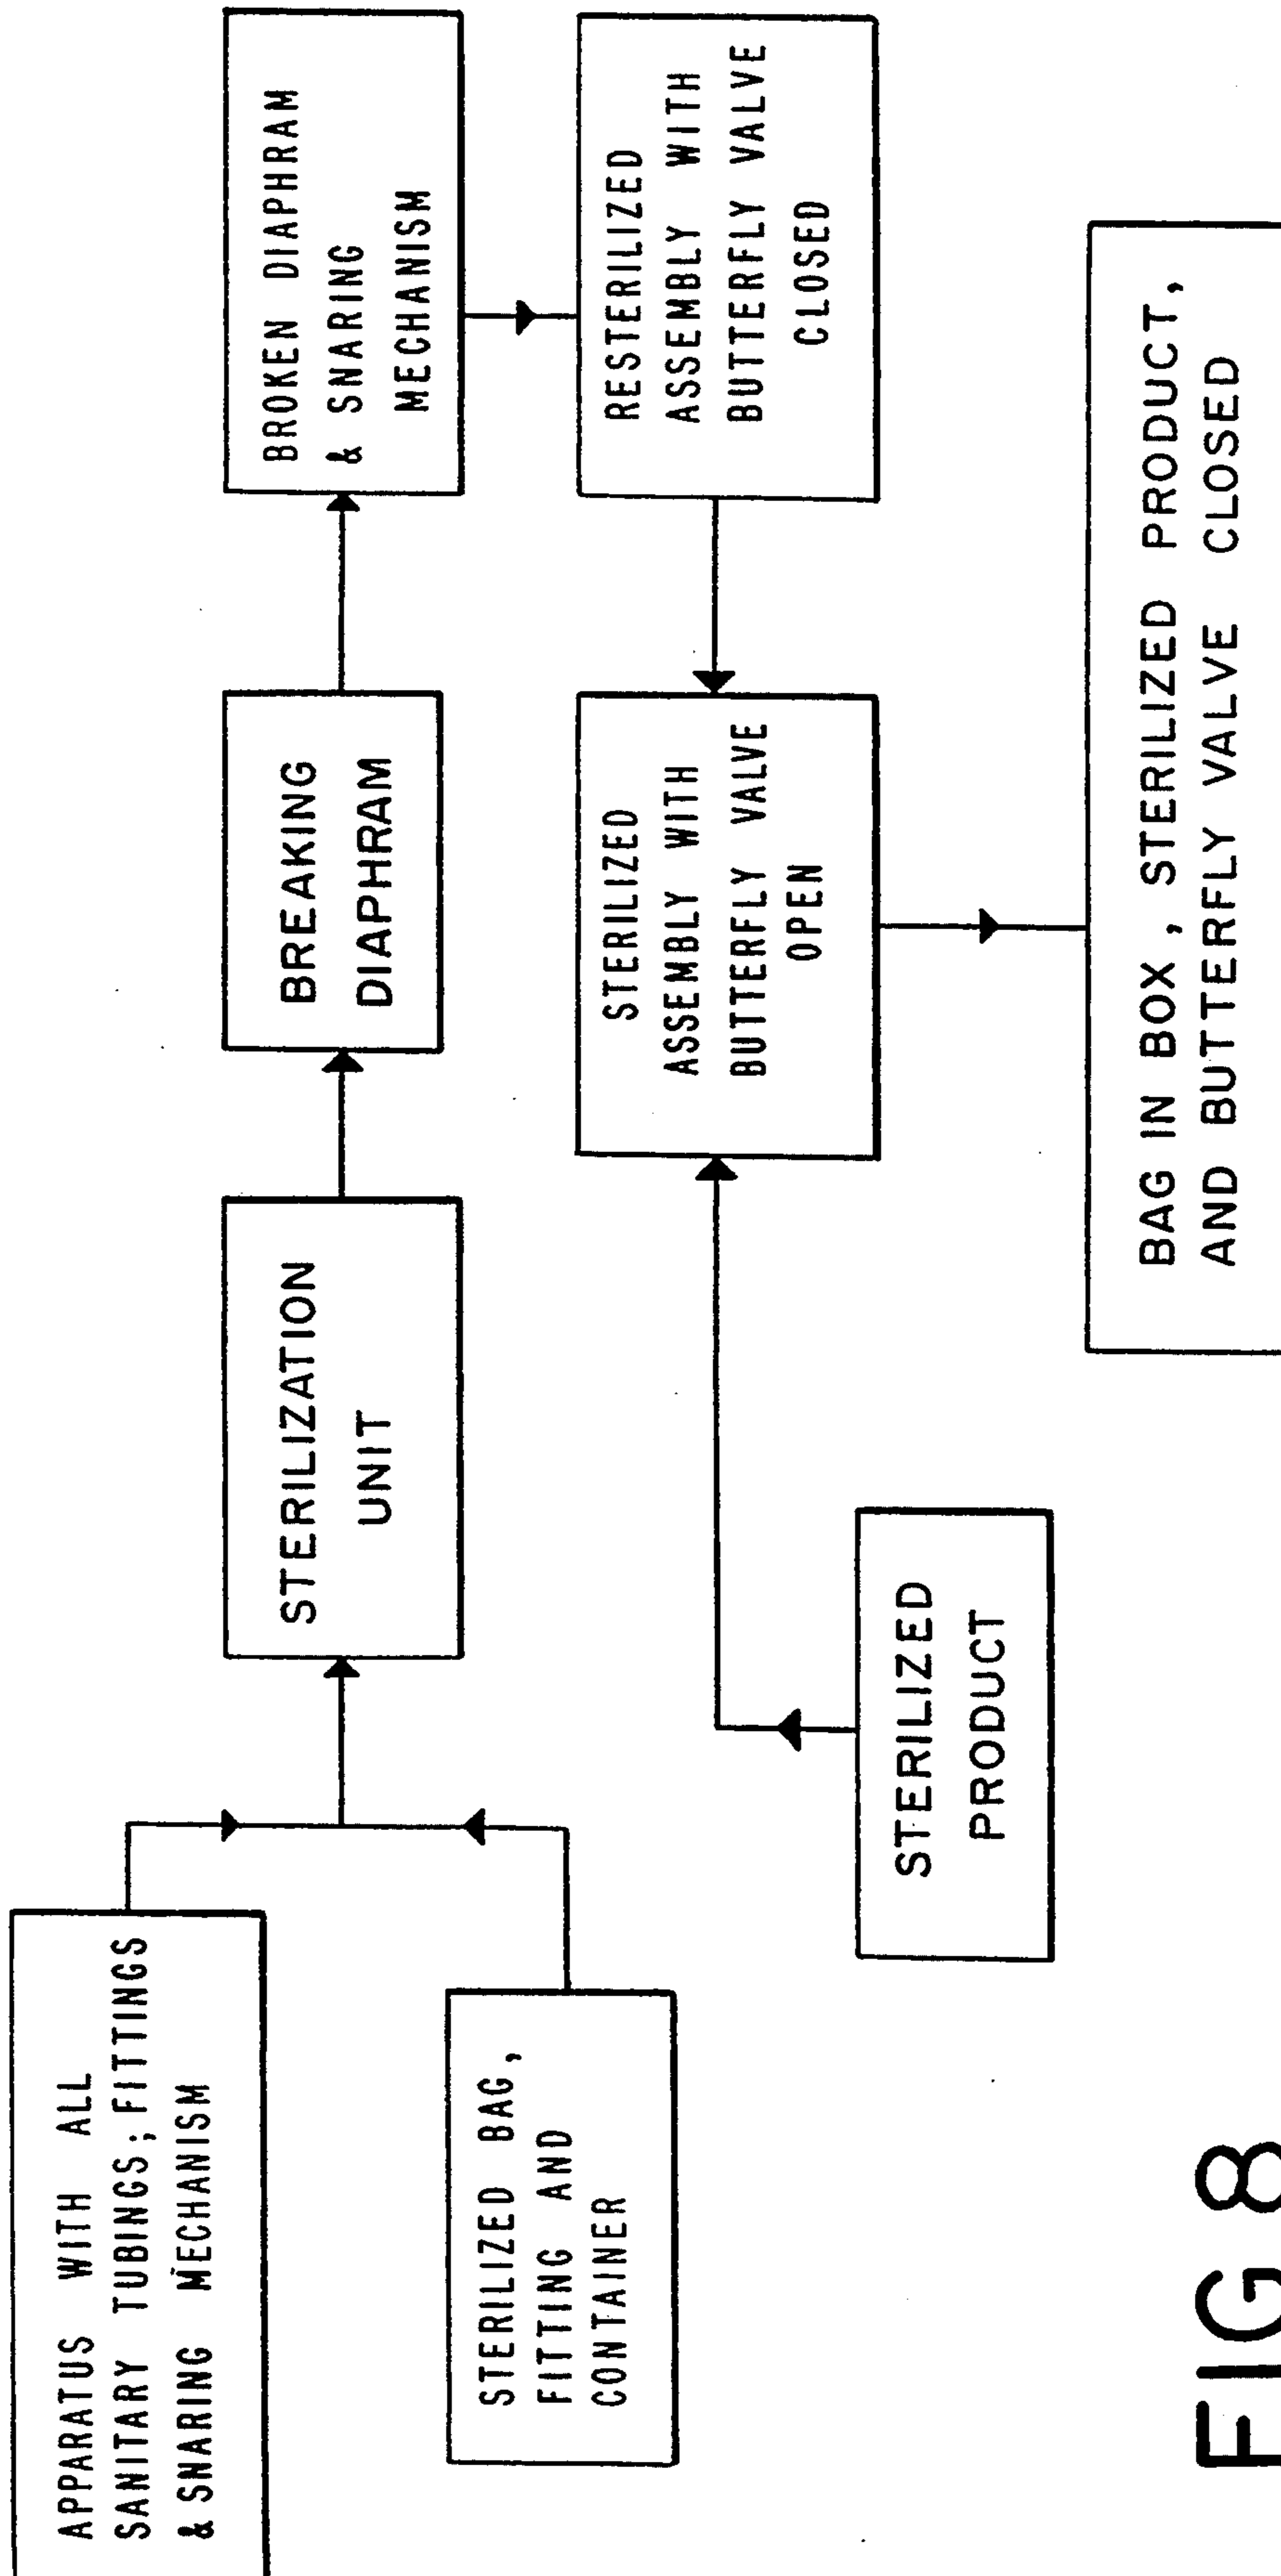 APPARATUS WITH ALL
SANITARY TUBINGS; FITTINGS
& SNARING MECHANISM
STERILIZED BAG,
FITTING AND
CONTAINER
STERILIZATION
UNIT
BREAKING
DIAPHRAM
BROKEN DIAPHRAM
& SNARING
MECHANISM
RESTERILIZED
ASSEMBLY WITH
BUTTERFLY VALVE
CLOSED
STERILIZED
ASSEMBLY WITH
BUTTERFLY VALVE
OPEN
STERILIZED
PRODUCT
BAG IN BOX, STERILIZED PRODUCT,
AND BUTTERFLY VALVE CLOSED
FIG 8